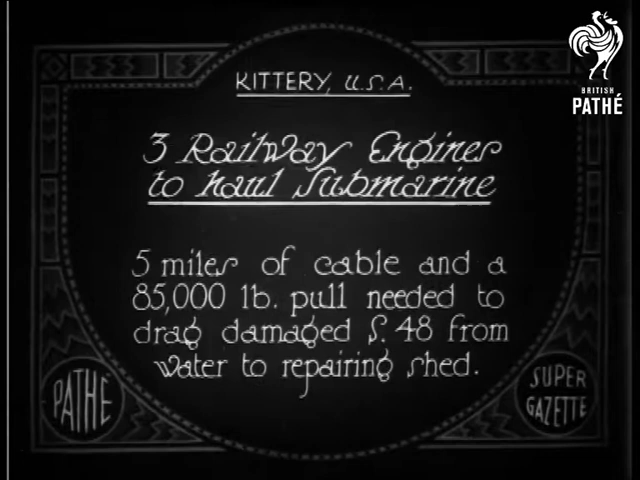 BRITISH
PATHÉ
KITTERY, U.S.A.
3 Railway Engines
to haul Submarine
5 miles of cable and a
85,000 lb. pull needed to
drag damaged S. 48 from
water to repairing shed.
PATHÉ
SUPER
GAZETTE